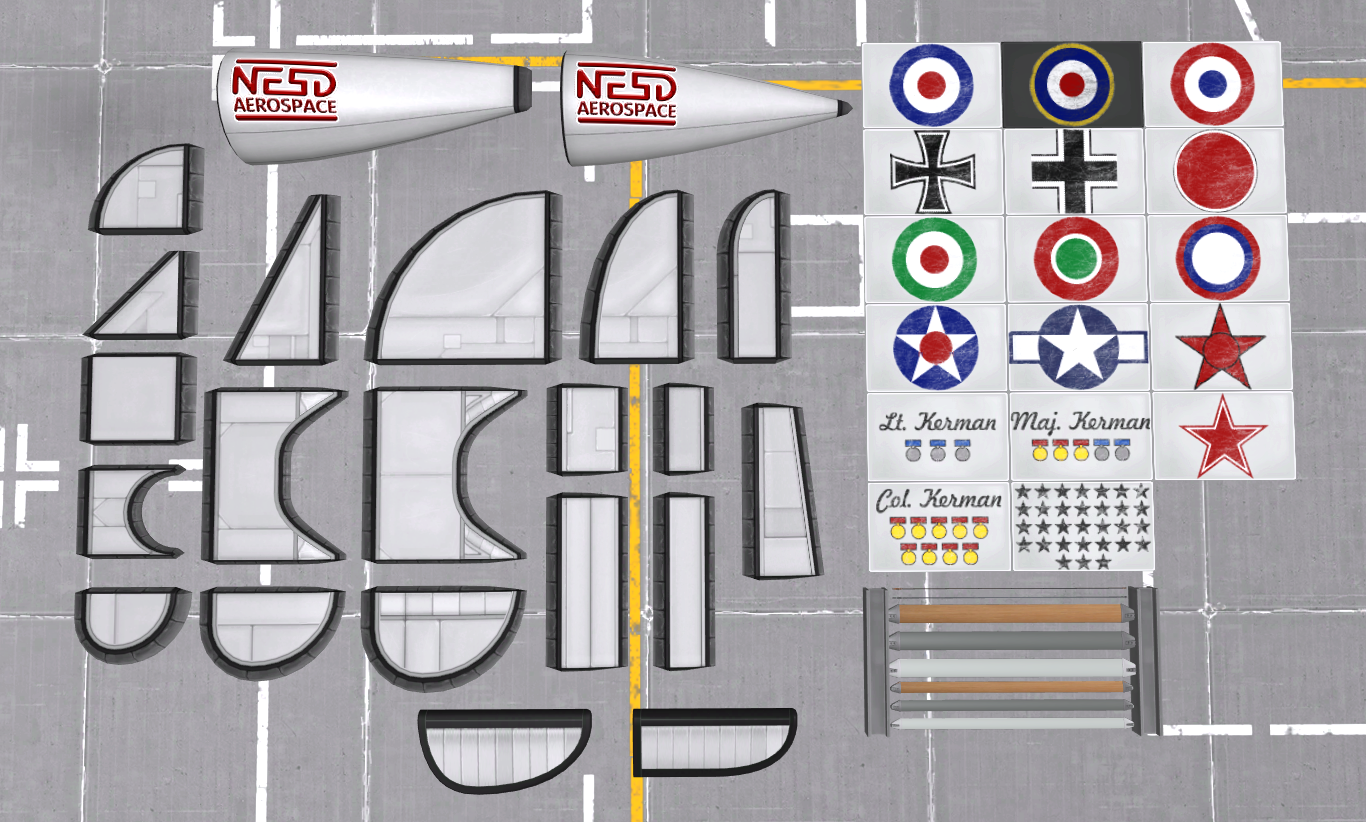 NESD
AEROSPACE
NESD
AEROSPACE
Lt. Kerman
Maj. Kerman
Col. Kerman